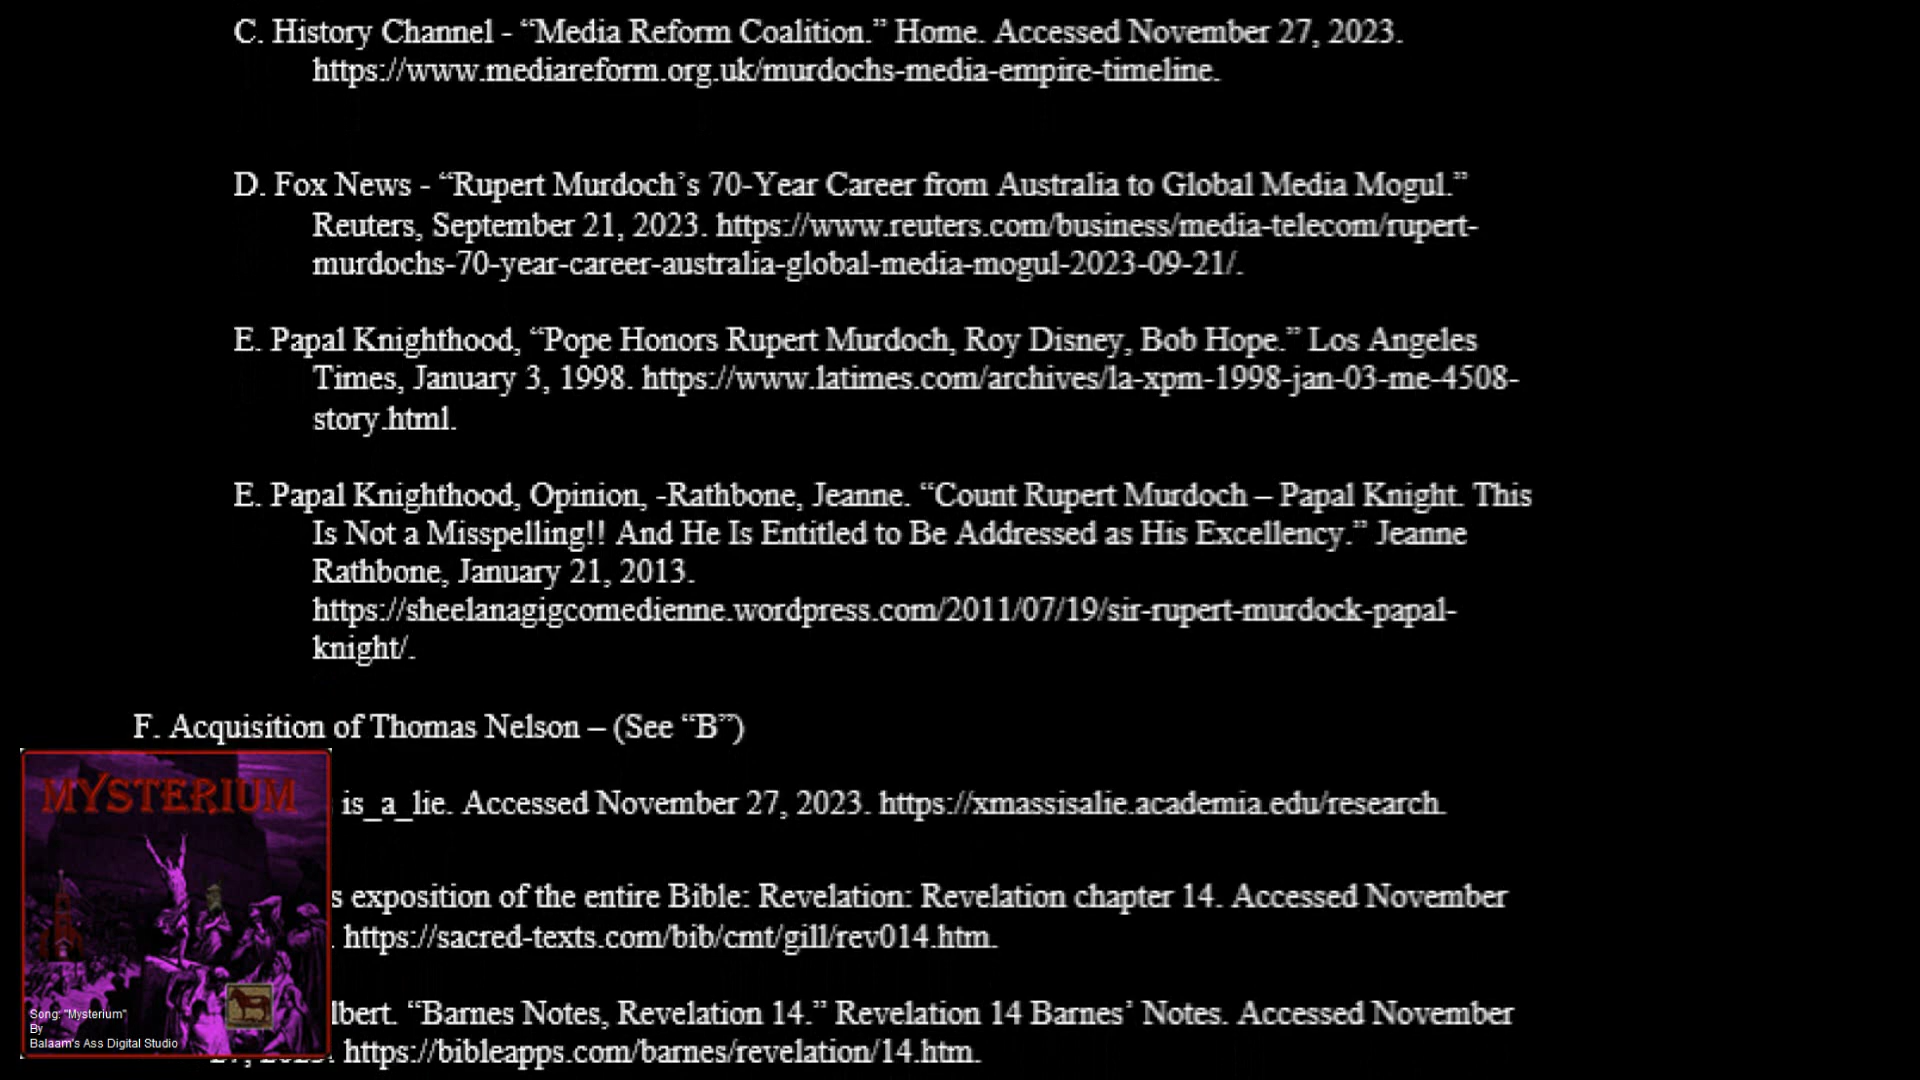 C. History Channel - “Media Reform Coalition.” Home. Accessed November 27, 2023.
https://www.mediareform.org.uk/murdochs-media-empire-timeline.
D. Fox News - “Rupert Murdoch’s 70-Year Career from Australia to Global Media Mogul.”
Reuters, September 21, 2023. https://www.reuters.com/business/media-telecom/rupert-
murdochs-70-year-career-australia-global-media-mogul-2023-09-21/.
E. Papal Knighthood, “Pope Honors Rupert Murdoch, Roy Disney, Bob Hope.” Los Angeles
Times, January 3, 1998. https://www.latimes.com/archives/la-xpm-1998-jan-03-me-4508-
story.html.
E. Papal Knighthood, Opinion, -Rathbone, Jeanne. “Count Rupert Murdoch – Papal Knight. This
Is Not a Misspelling!! And He Is Entitled to Be Addressed as His Excellency.” Jeanne
Rathbone, January 21, 2013.
https://sheelanagigcomedienne.wordpress.com/2011/07/19/sir-rupert-murdock-papal-
knight/.
F. Acquisition of Thomas Nelson – (See “B”)
is_a_lie. Accessed November 27, 2023. https://xmassisalie.academia.edu/research.
s exposition of the entire Bible: Revelation: Revelation chapter 14. Accessed November
. https://sacred-texts.com/bib/cmt/gill/rev014.htm.
lbert. “Barnes Notes, Revelation 14.” Revelation 14 Barnes’ Notes. Accessed November
https://bibleapps.com/barnes/revelation/14.htm.
MYSTERIUM
Song: "Mysterium"
By
Balaam's Ass Digital Studio